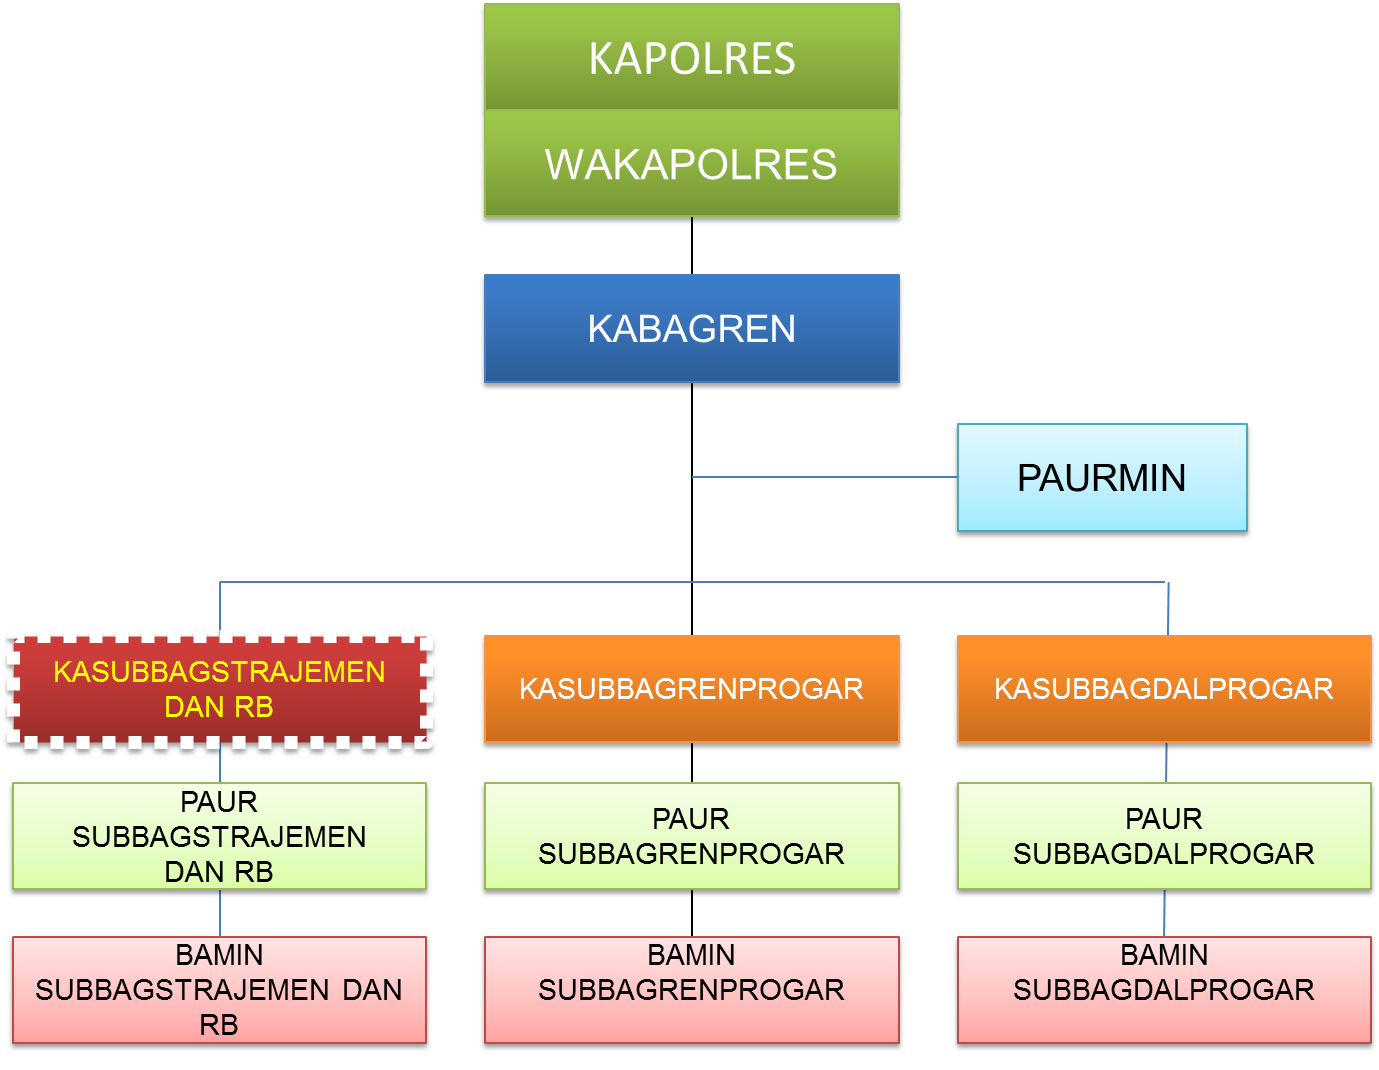 KAPOLRES
WAKAPOLRES
KABAGREN
PAURMIN
KASUBBAGSTRAJEMEN
DAN RB
KASUBBAGRENPROGAR
KASUBBAGDALPROGAR
PAUR
SUBBAGSTRAJEMEN
DAN RB
PAUR
SUBBAGRENPROGAR
PAUR
SUBBAGDALPROGAR
BAMIN
SUBBAGSTRAJEMEN DAN
RB
BAMIN
SUBBAGRENPROGAR
BAMIN
SUBBAGDALPROGAR